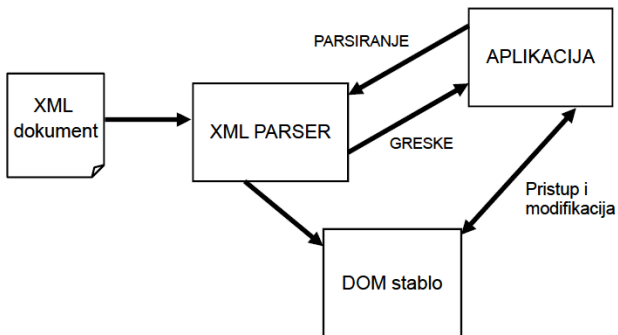 PARSIRANJE
APLIKACIJA
XML
dokument
XML PARSER
GRESKE
Pristup i
modifikacija
DOM stablo